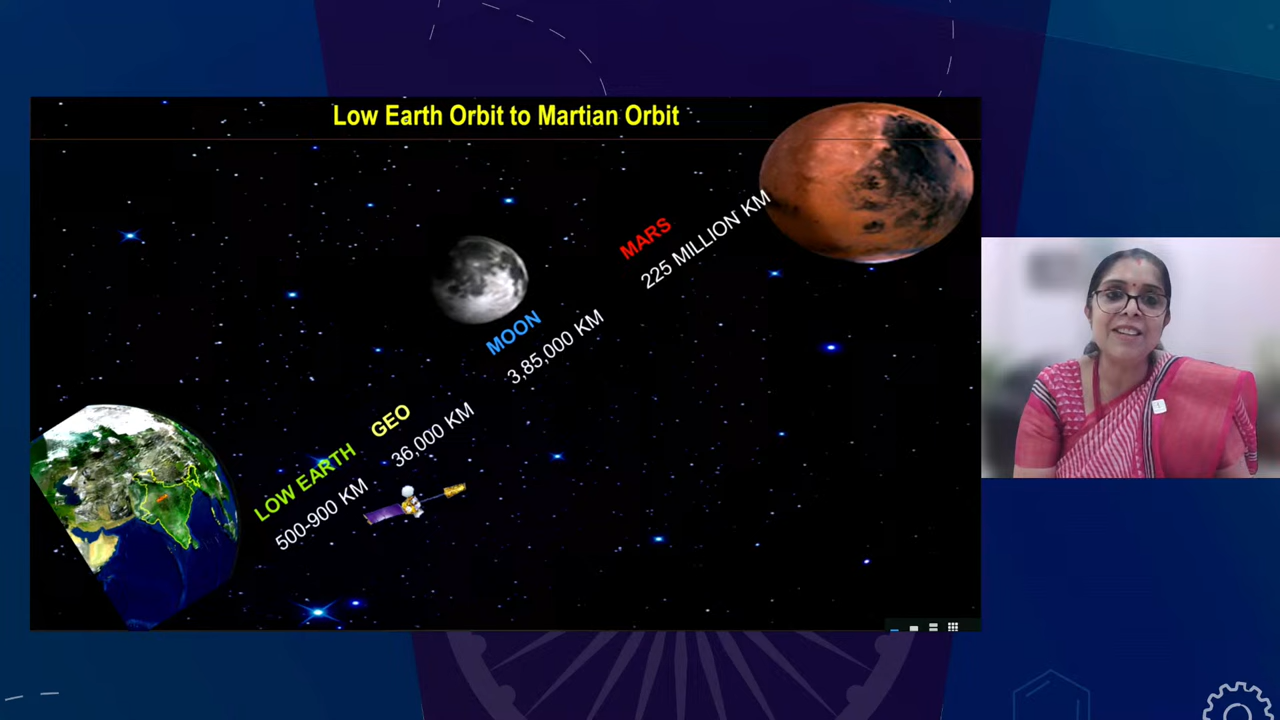 Low Earth Orbit to Martian Orbit
MARS
225 MILLION KM
MOON
3,85,000 KM
GEO
36,000 KM
LOW EARTH
500-900 KM